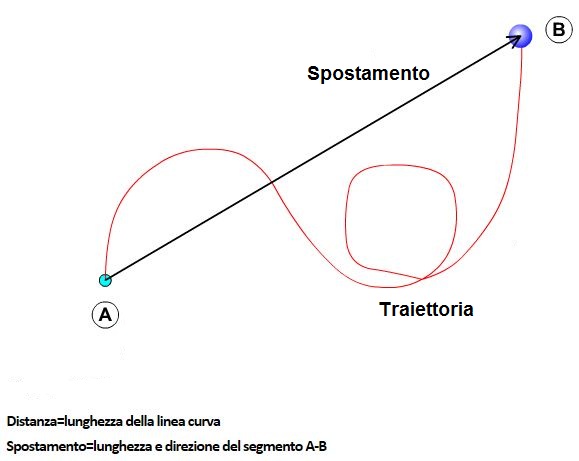 B
Spostamento
Traiettoria
A
Distanza=lunghezza della linea curva
Spostamento=lunghezza e direzione del segmento A-B